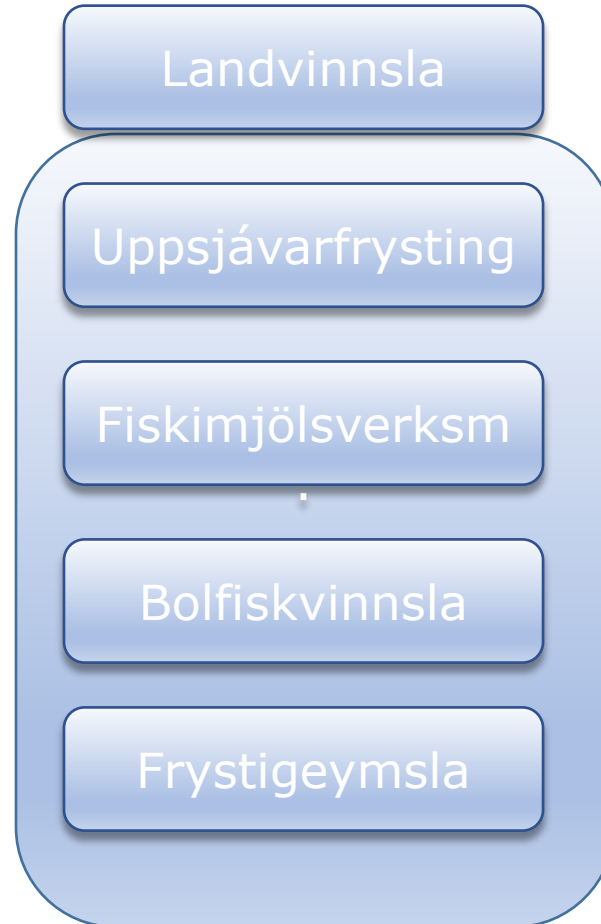 Landvinnsla
Uppsjávarfrysting
Fiskimjölsverksm
.
Bolfiskvinnsla
Frystigeymsla